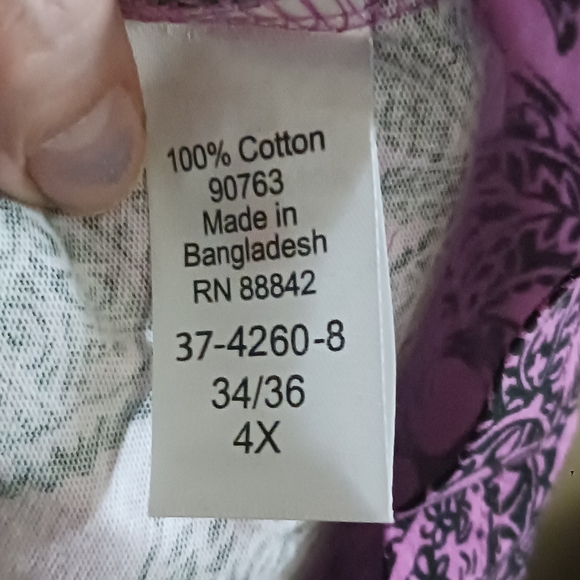 100% Cotton
90763
Made in
Bangladesh
RN 88842
37-4260-8
34/36
4X